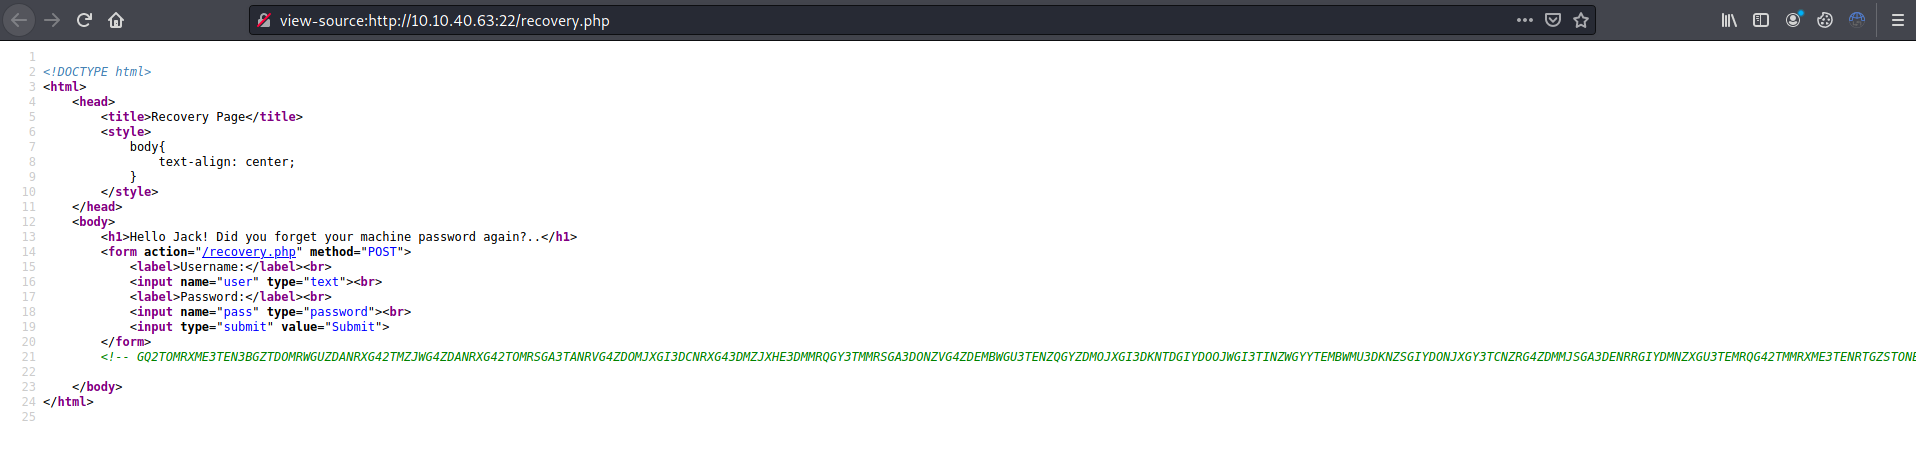 view-source:http://10.10.40.63:22/recovery.php
1
2 <!DOCTYPE html>
3 <html>
4 <head>
5 <title>Recovery Page</title>
6 <style>
7 body{
8 text-align: center;
9 }
10 </style>
11 </head>
12 <body>
13 <h1>Hello Jack! Did you forget your machine password again?..</h1>
14 <form action="/recovery.php" method="POST">
15 <label>Username:</label><br>
16 <input name="user" type="text"><br>
17 <label>Password:</label><br>
18 <input name="pass" type="password"><br>
19 <input type="submit" value="Submit">
20 </form>
21 <!-- GQ2TOMRXME3TEN3BGZTDOMRWGUZDANRXG42TMZJWG4ZDANRXG42TOMRSGA3TANRVG4ZDOMJXGI3DCNRXG43DMZJXHE3DMMRQGY3TMMRSGA3DONZVG4ZDEMBWGU3TENZQGYZDMOJXGI3DKNTDGIYDOOJWGI3TINZWGYYTEMBWMU3DKNZSGIYDONJXGY3TCNZRG4ZDMMJSGA3DENRRGIYDMNZXGU3TEMRQG42TMMRXME3TENRTGZSTONB
22
23 </body>
24 </html>
25